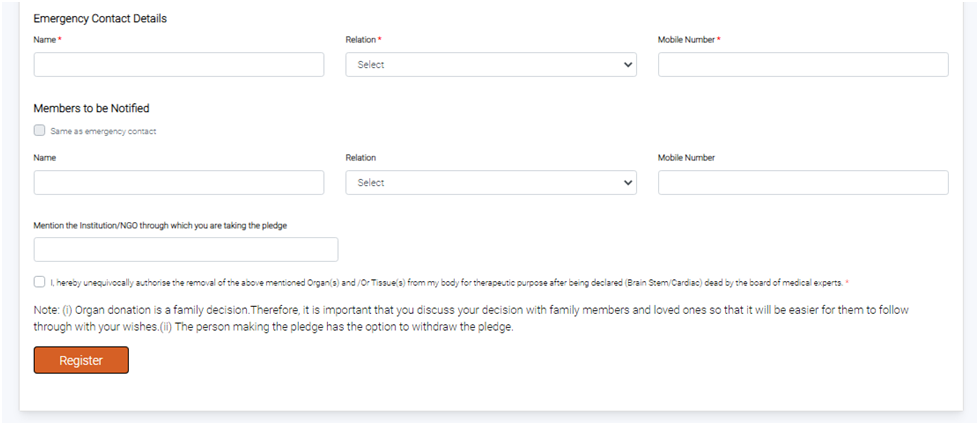 Emergency Contact Details
Name * Relation * Mobile Number *
Select
Members to be Notified
Same as emergency contact
Name Relation Mobile Number
Select
Mention the Institution/NGO through which you are taking the pledge
I, hereby unequivocally authorise the removal of the above mentioned Organ(s) and /Or Tissue(s) from my body for therapeutic purpose after being declared (Brain Stem/Cardiac) dead by the board of medical experts. *
Note: (i) Organ donation is a family decision.Therefore, it is important that you discuss your decision with family members and loved ones so that it will be easier for them to follow
through with your wishes.(ii) The person making the pledge has the option to withdraw the pledge.
Register